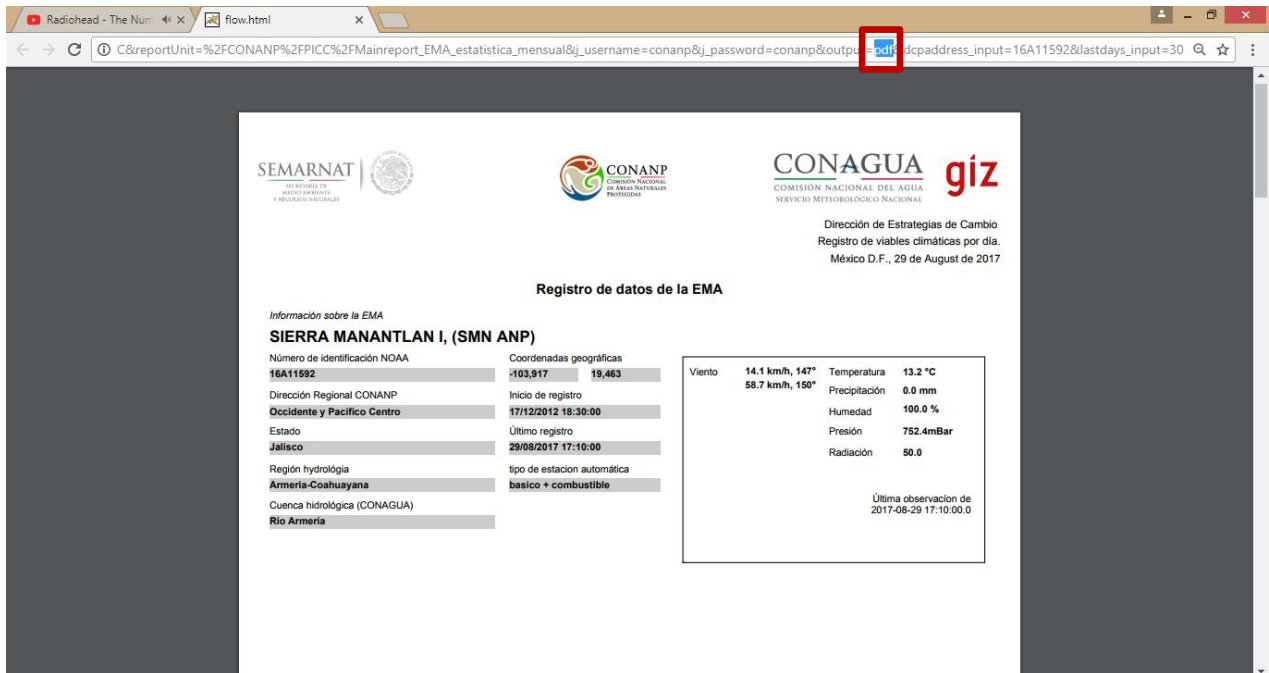 Radiohead - The Num
flow.html
C&reportUnit=%2FCONANP%2FPICC%2FMainreport_EMA_estatistica_mensual&j_username=conanp&j_password=conanp&output=pdf&dcpaddress_input=16A11592&lastdays_input=30
SEMARNAT
SECRETARÍA DE
MEDIO AMBIENTE
Y RECURSOS NATURALES
CONANP
COMISIÓN NACIONAL
DE ÁREAS NATURALES
PROTEGIDAS
CONAGUA
COMISIÓN NACIONAL DEL AGUA
SERVICIO METEOROLÓGICO NACIONAL
giz
Dirección de Estrategias de Cambio
Registro de viables climáticas por día.
México D.F., 29 de August de 2017
Registro de datos de la EMA
Información sobre la EMA
SIERRA MANANTLAN I, (SMN ANP)
Número de identificación NOAA
16A11592
Dirección Regional CONANP
Occidente y Pacífico Centro
Estado
Jalisco
Región hydrológia
Armeria-Coahuayana
Cuenca hidrológica (CONAGUA)
Rio Armería
Coordenadas geográficas
-103,917 19,463
Inicio de registro
17/12/2012 18:30:00
Último registro
29/08/2017 17:10:00
tipo de estacion automática
basico + combustible
Viento 14.1 km/h, 147°
58.7 km/h, 150°
Temperatura 13.2 °C
Precipitación 0.0 mm
Humedad 100.0 %
Presión 752.4mBar
Radiación 50.0
Última observacion de
2017-08-29 17:10:00.0